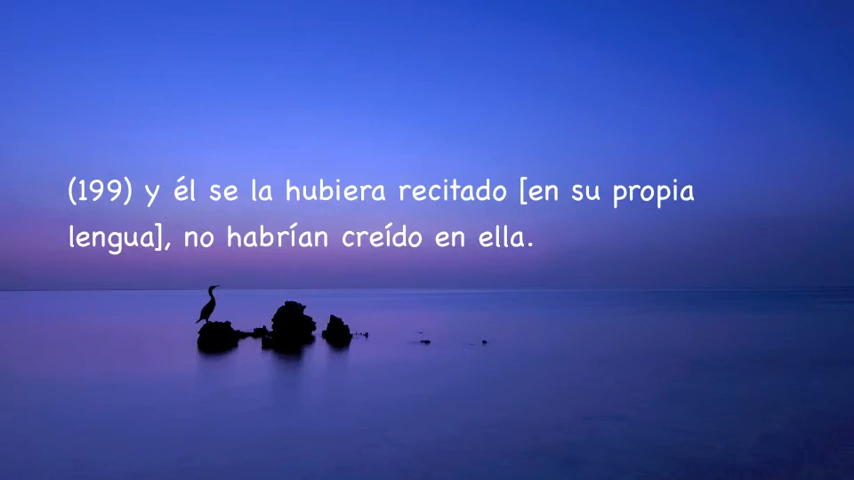 (199) y él se la hubiera recitado [en su propia
lengua], no habrían creído en ella.